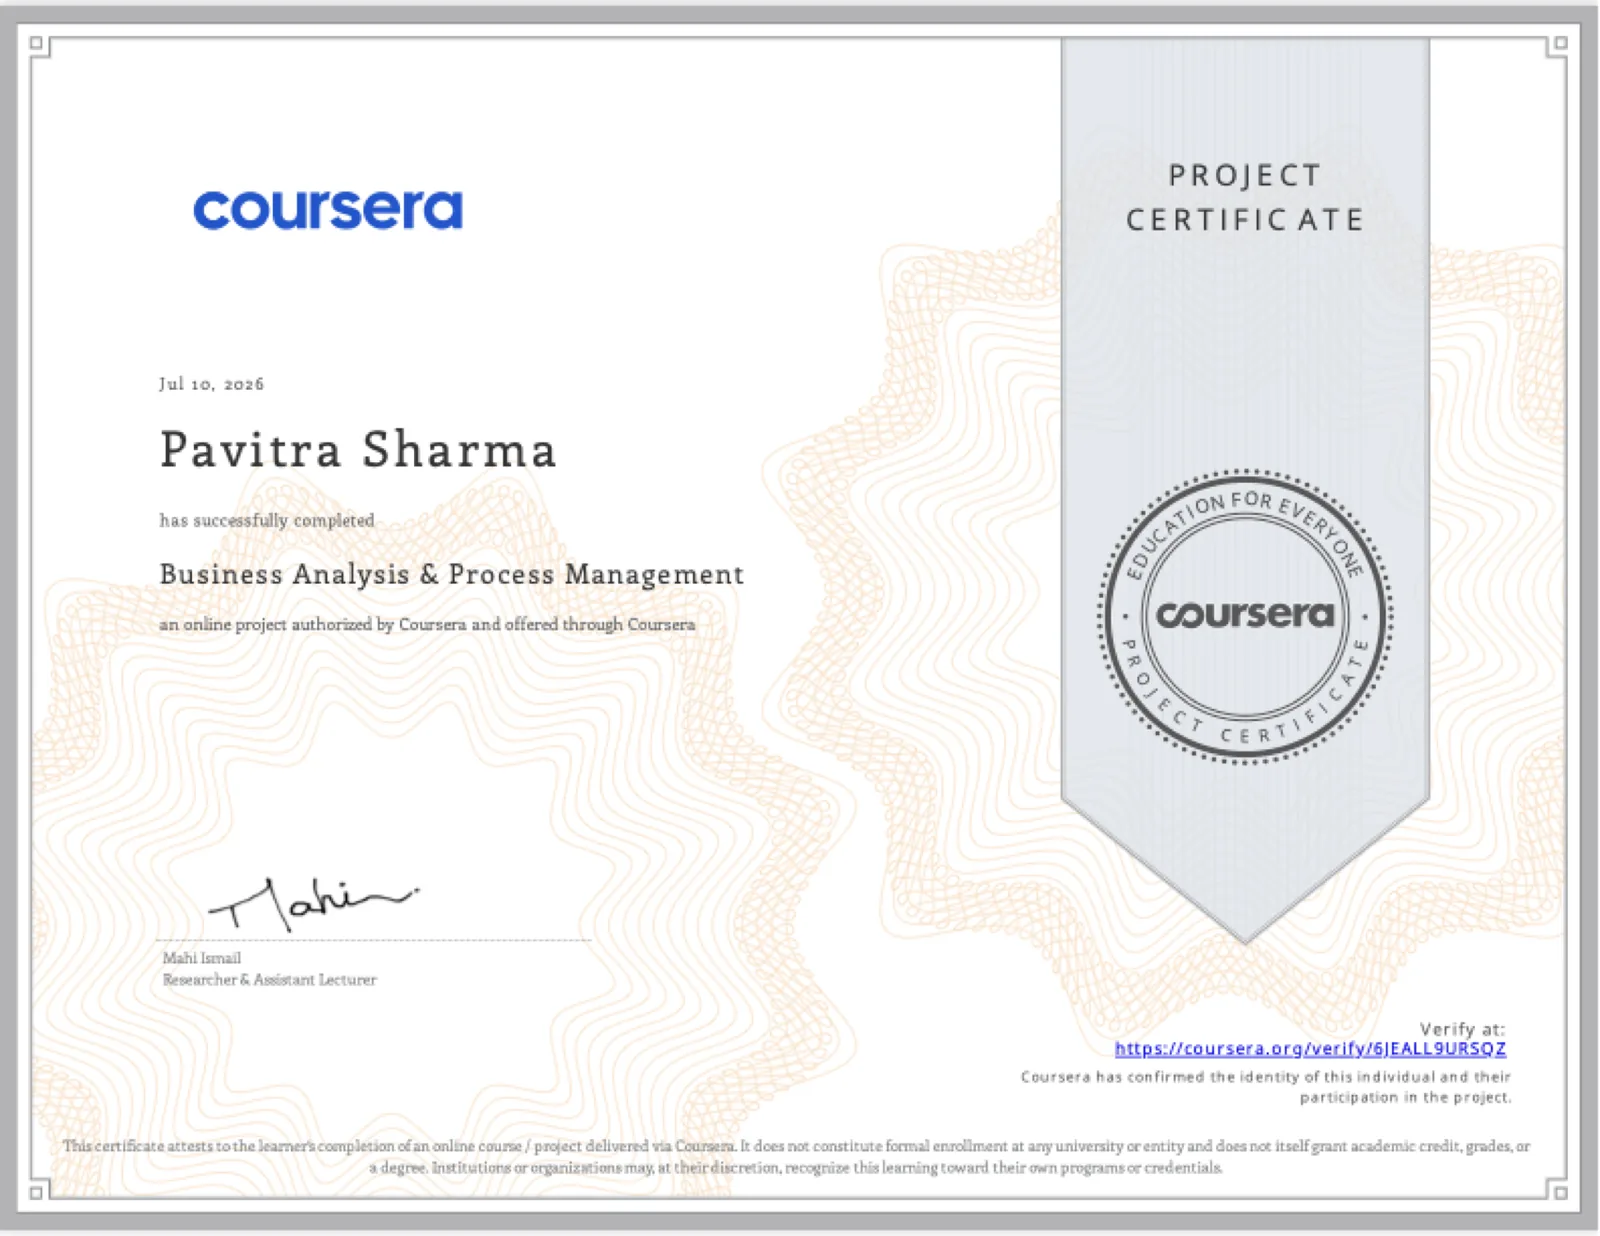 coursera
PROJECT
CERTIFICATE
Jul 10, 2026
Pavitra Sharma
has successfully completed
Business Analysis & Process Management
an online project authorized by Coursera and offered through Coursera
EDUCATION FOR EVERYONE
coursera
PROJECT CERTIFICATE
Mahi
Mahi Ismail
Researcher & Assistant Lecturer
Verify at:
https://coursera.org/verify/6JEALL9URSQZ
Coursera has confirmed the identity of this individual and their
participation in the project.
This certificate attests to the learner's completion of an online course / project delivered via Coursera. It does not constitute formal enrollment at any university or entity and does not itself grant academic credit, grades, or
a degree. Institutions or organizations may, at their discretion, recognize this learning toward their own programs or credentials.